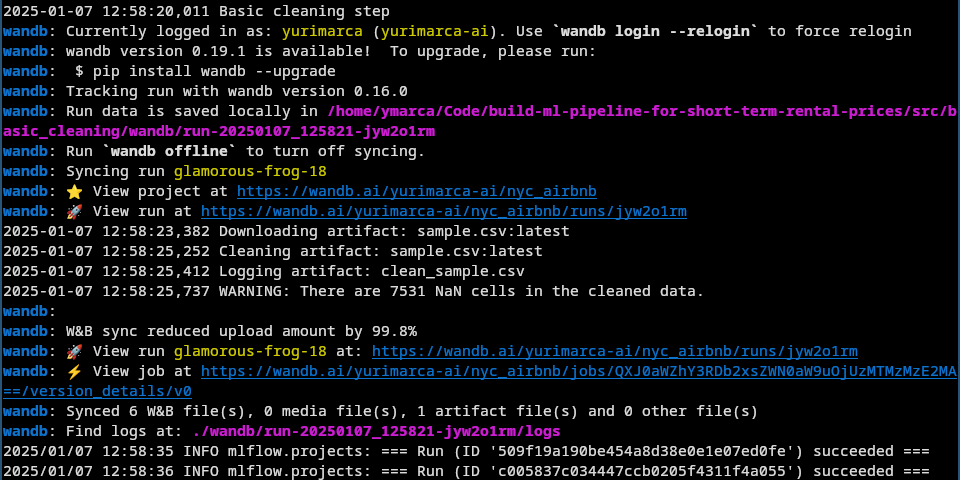 2025-01-07 12:58:20,011 Basic cleaning step
wandb: Currently logged in as: yurimarca (yurimarca-ai). Use `wandb login --relogin` to force relogin
wandb: wandb version 0.19.1 is available!  To upgrade, please run:
wandb:  $ pip install wandb --upgrade
wandb: Tracking run with wandb version 0.16.0
wandb: Run data is saved locally in /home/ymarca/Code/build-ml-pipeline-for-short-term-rental-prices/src/b
asic_cleaning/wandb/run-20250107_125821-jyw2o1rm
wandb: Run `wandb offline` to turn off syncing.
wandb: Syncing run glamorous-frog-18
wandb: ⭐ View project at https://wandb.ai/yurimarca-ai/nyc_airbnb
wandb: 🚀 View run at https://wandb.ai/yurimarca-ai/nyc_airbnb/runs/jyw2o1rm
2025-01-07 12:58:23,382 Downloading artifact: sample.csv:latest
2025-01-07 12:58:25,252 Cleaning artifact: sample.csv:latest
2025-01-07 12:58:25,412 Logging artifact: clean_sample.csv
2025-01-07 12:58:25,737 WARNING: There are 7531 NaN cells in the cleaned data.
wandb:
wandb: W&B sync reduced upload amount by 99.8%
wandb: 🚀 View run glamorous-frog-18 at: https://wandb.ai/yurimarca-ai/nyc_airbnb/runs/jyw2o1rm
wandb: ⚡ View job at https://wandb.ai/yurimarca-ai/nyc_airbnb/jobs/QXJ0aWZhY3RDb2xsZWN0aW9uOjUzMTMzMzE2MA
==/version_details/v0
wandb: Synced 6 W&B file(s), 0 media file(s), 1 artifact file(s) and 0 other file(s)
wandb: Find logs at: ./wandb/run-20250107_125821-jyw2o1rm/logs
2025/01/07 12:58:35 INFO mlflow.projects: === Run (ID '509f19a190be454a8d38e0e1e07ed0fe') succeeded ===
2025/01/07 12:58:36 INFO mlflow.projects: === Run (ID 'c005837c034447ccb0205f4311f4a055') succeeded ===